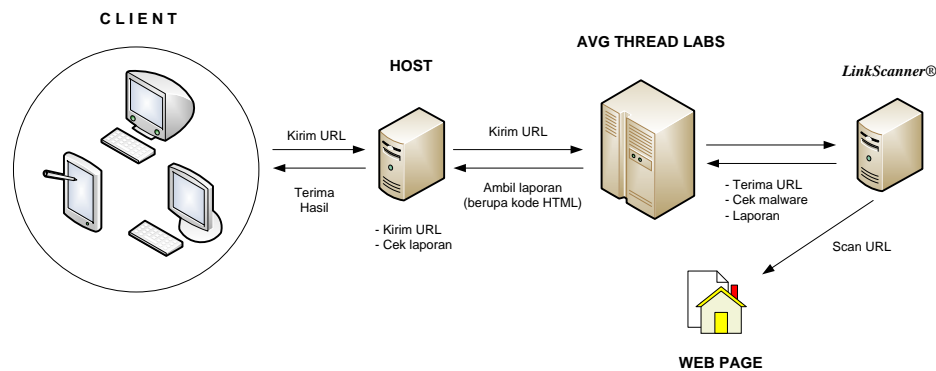 C L I E N T
HOST
AVG THREAD LABS
LinkScanner®
Kirim URL
Terima
Hasil
- Kirim URL
- Cek laporan
Kirim URL
Ambil laporan
(berupa kode HTML)
- Terima URL
- Cek malware
- Laporan
Scan URL
WEB PAGE